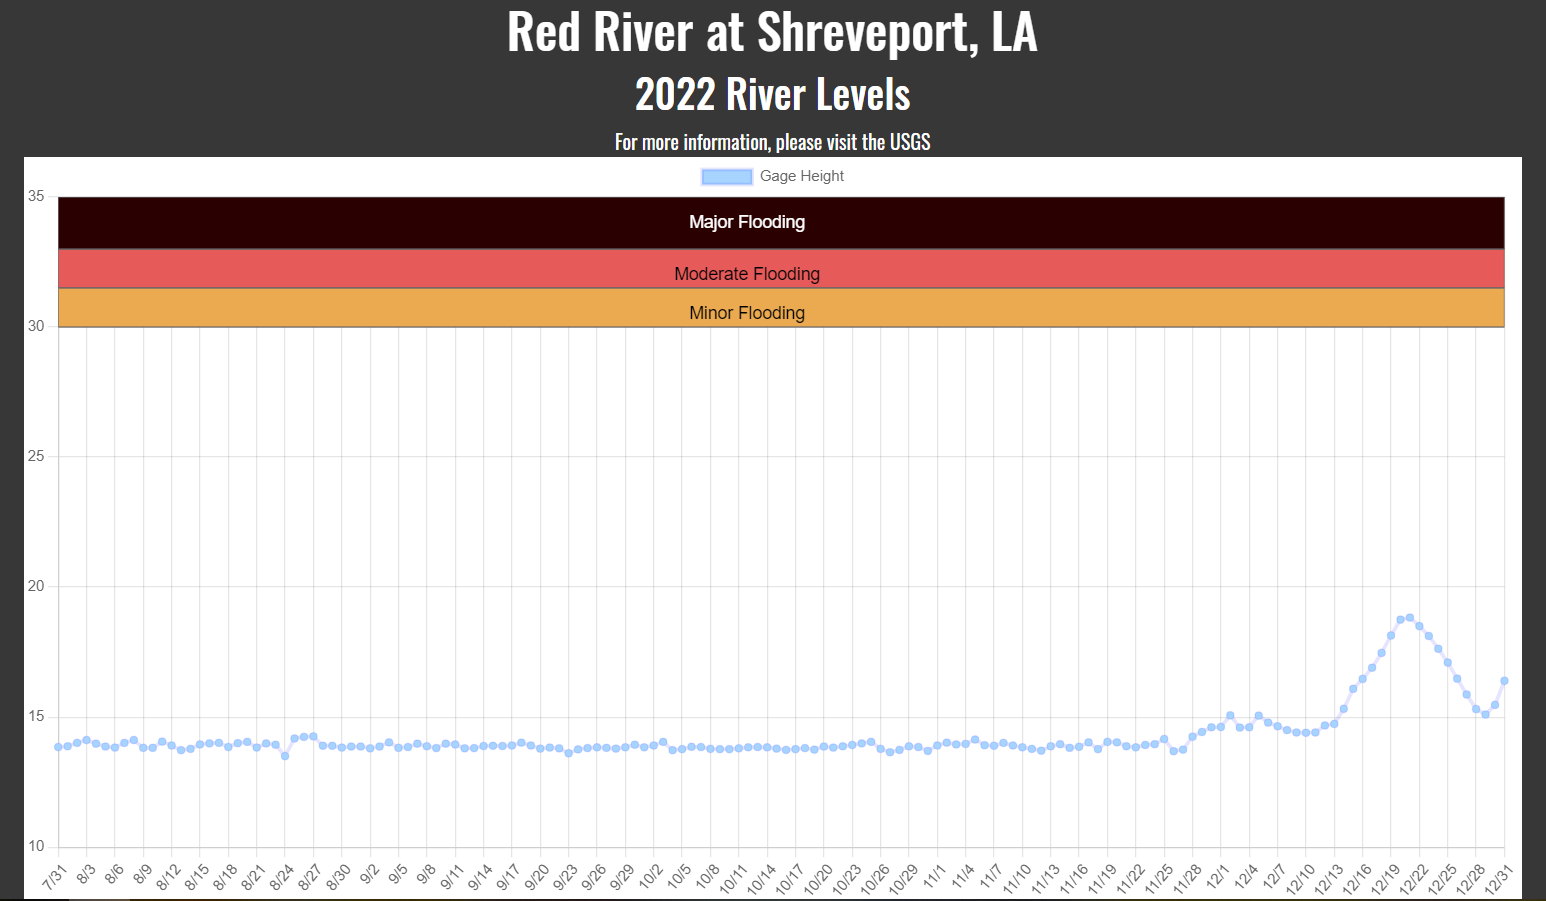 Red River at Shreveport, LA
2022 River Levels
For more information, please visit the USGS
Gage Height
35
Major Flooding
Moderate Flooding
Minor Flooding
30
25
20
15
10
7/31 8/3 8/6 8/9 8/12 8/15 8/18 8/21 8/24 8/27 8/30 9/2 9/5 9/8 9/11 9/14 9/17 9/20 9/23 9/26 9/29 10/2 10/5 10/8 10/11 10/14 10/17 10/20 10/23 10/26 10/29 11/1 11/4 11/7 11/10 11/13 11/16 11/19 11/22 11/25 11/28 12/1 12/4 12/7 12/10 12/13 12/16 12/19 12/22 12/25 12/28 12/31